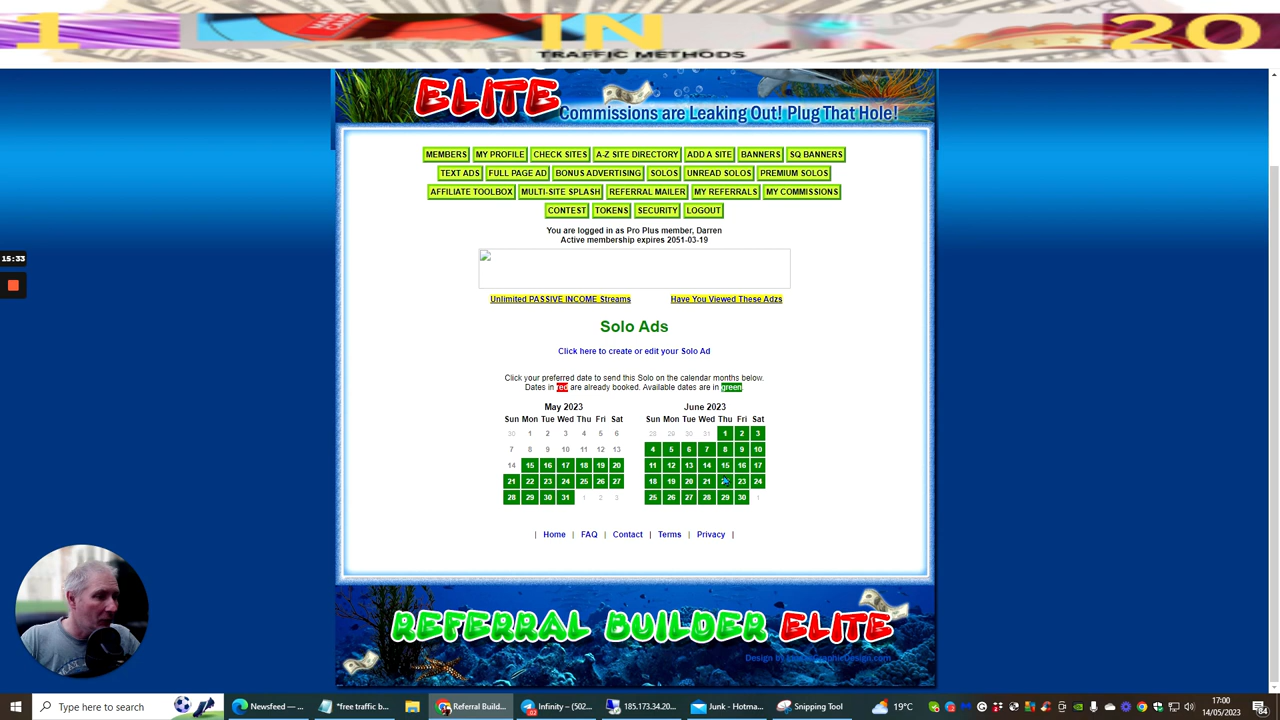 1 IN 20
TRAFFIC METHODS
ELITE
Commissions are Leaking Out! Plug That Hole!
MEMBERS MY PROFILE CHECK SITES A-Z SITE DIRECTORY ADD A SITE BANNERS SQ BANNERS
TEXT ADS FULL PAGE AD BONUS ADVERTISING SOLOS UNREAD SOLOS PREMIUM SOLOS
AFFILIATE TOOLBOX MULTI-SITE SPLASH REFERRAL MAILER MY REFERRALS MY COMMISSIONS
CONTEST TOKENS SECURITY LOGOUT
You are logged in as Pro Plus member, Darren
Active membership expires 2051-03-19
15:33
Unlimited PASSIVE INCOME Streams Have You Viewed These Adzs
Solo Ads
Click here to create or edit your Solo Ad
Click your preferred date to send this Solo on the calendar months below.
Dates in red are already booked. Available dates are in green.
May 2023 June 2023
Sun Mon Tue Wed Thu Fri Sat Sun Mon Tue Wed Thu Fri Sat
30 1 2 3 4 5 6 28 29 30 31 1 2 3
7 8 9 10 11 12 13 4 5 6 7 8 9 10
14 15 16 17 18 19 20 11 12 13 14 15 16 17
21 22 23 24 25 26 27 18 19 20 21 23 24
28 29 30 31 1 2 3 25 26 27 28 29 30 1
| Home | FAQ | Contact | Terms | Privacy |
REFERRAL BUILDER ELITE
Design by
Type here to search
Newsfeed — ...
*free traffic b...
Referral Build...
Infinity – (502...
185.173.34.20...
Junk - Hotma...
Snipping Tool
19°C
17:00
14/05/2023